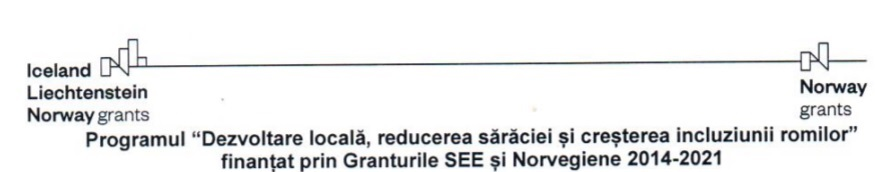 Iceland
Liechtenstein
Norway grants
Norway
grants
Programul “Dezvoltare locală, reducerea sărăciei și creșterea incluziunii romilor”
finanțat prin Granturile SEE și Norvegiene 2014-2021